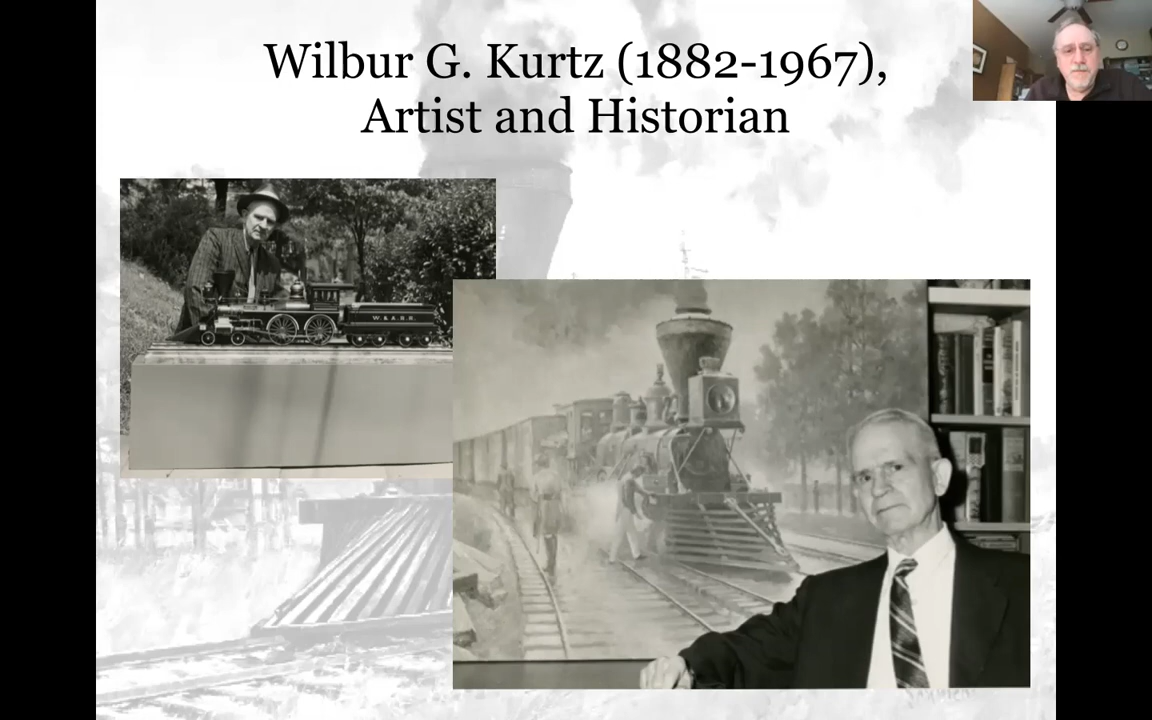 Wilbur G. Kurtz (1882-1967),
Artist and Historian
W. & A. R.R.